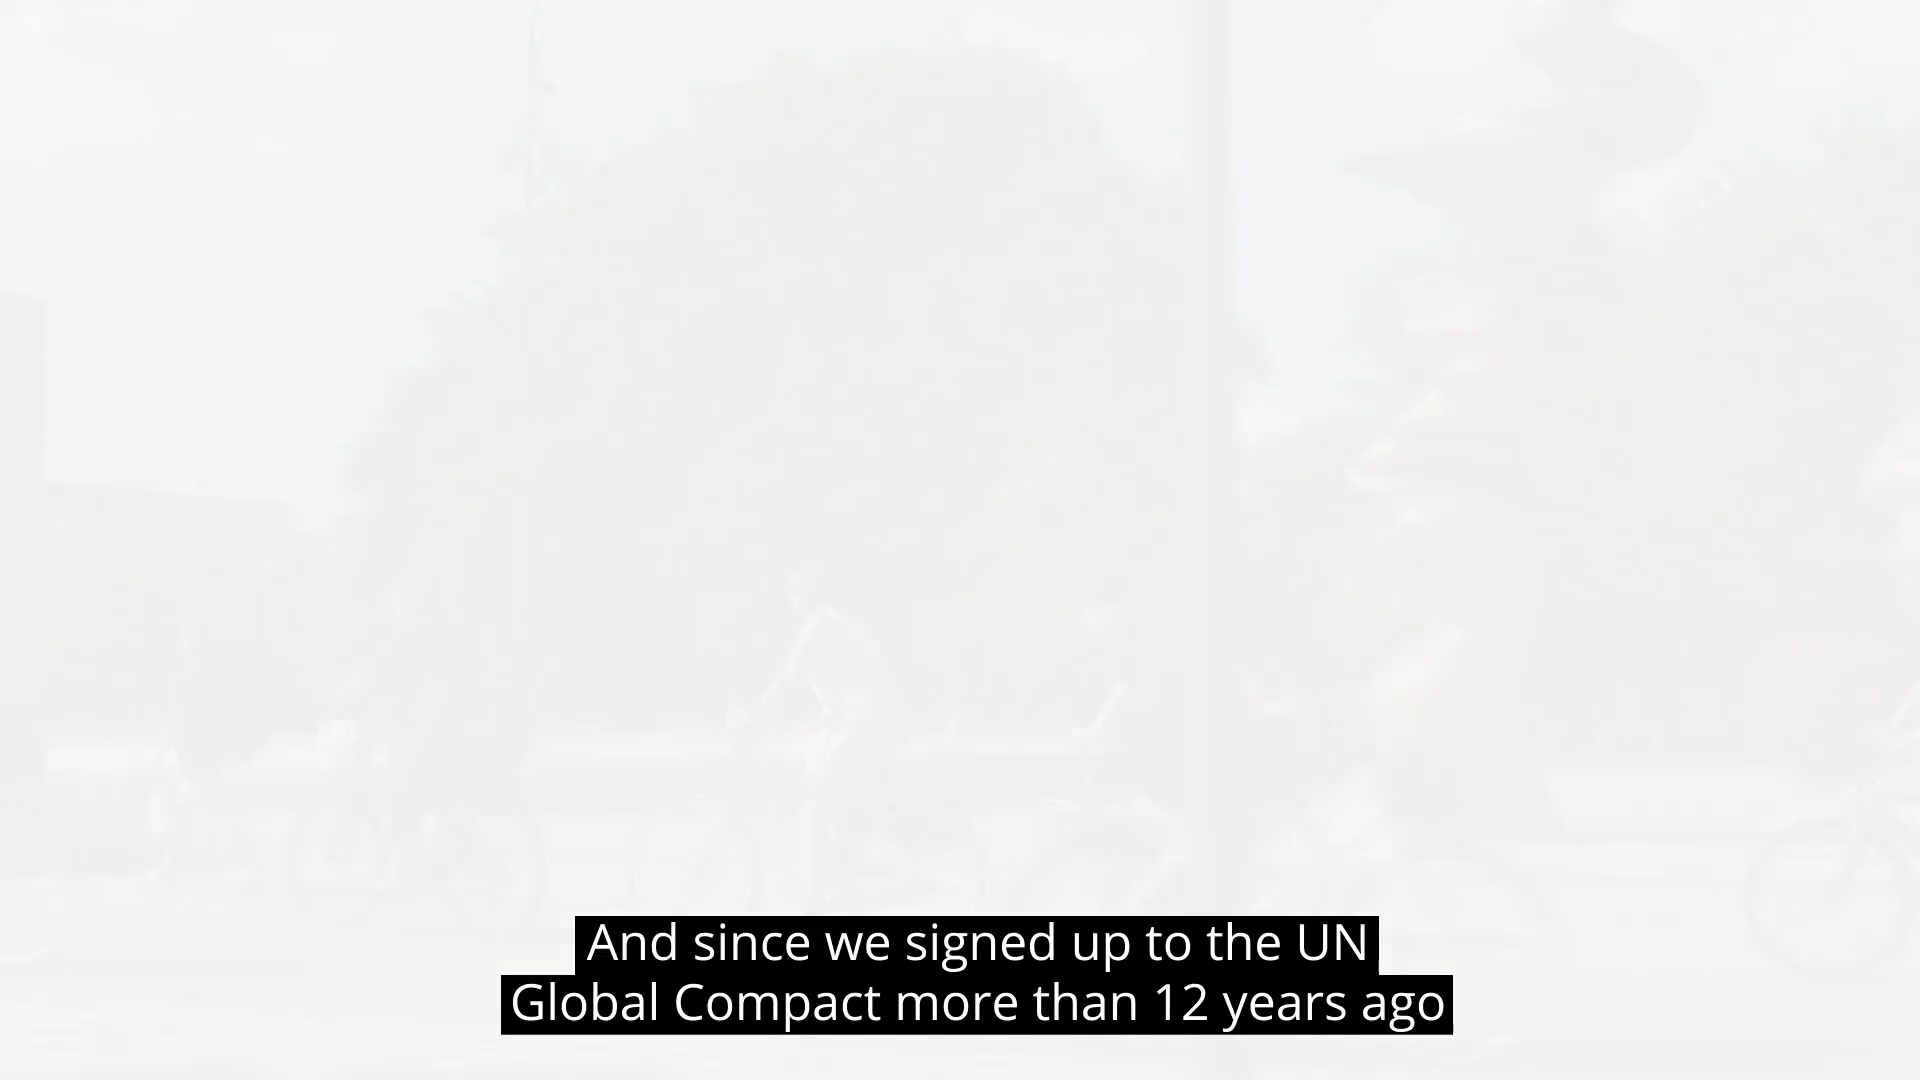 And since we signed up to the UN
Global Compact more than 12 years ago